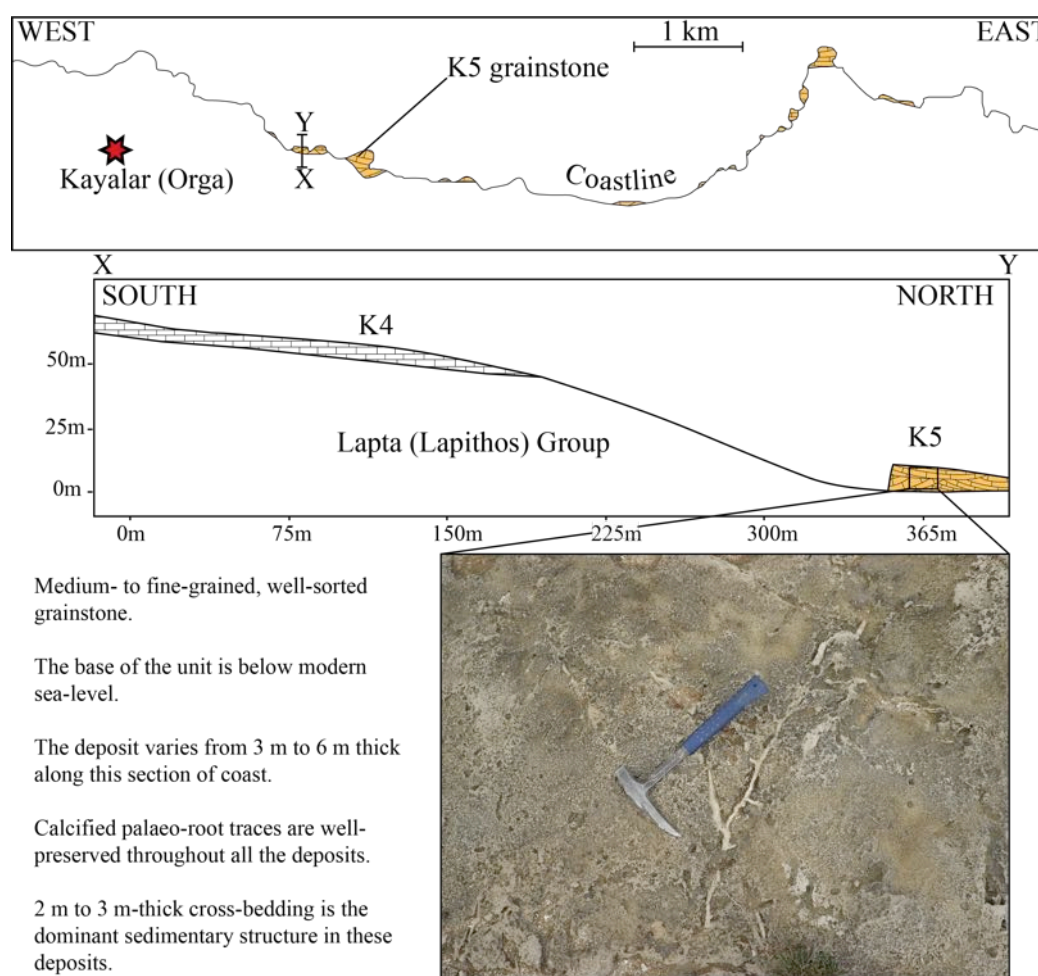 WEST
EAST
1 km
K5 grainstone
Y
X
Kayalar (Orga)
Coastline
X
Y
SOUTH
NORTH
K4
50m
25m
0m
Lapta (Lapithos) Group
K5
0m
75m
150m
225m
300m
365m
Medium- to fine-grained, well-sorted
grainstone.
The base of the unit is below modern
sea-level.
The deposit varies from 3 m to 6 m thick
along this section of coast.
Calcified palaeo-root traces are well-
preserved throughout all the deposits.
2 m to 3 m-thick cross-bedding is the
dominant sedimentary structure in these
deposits.